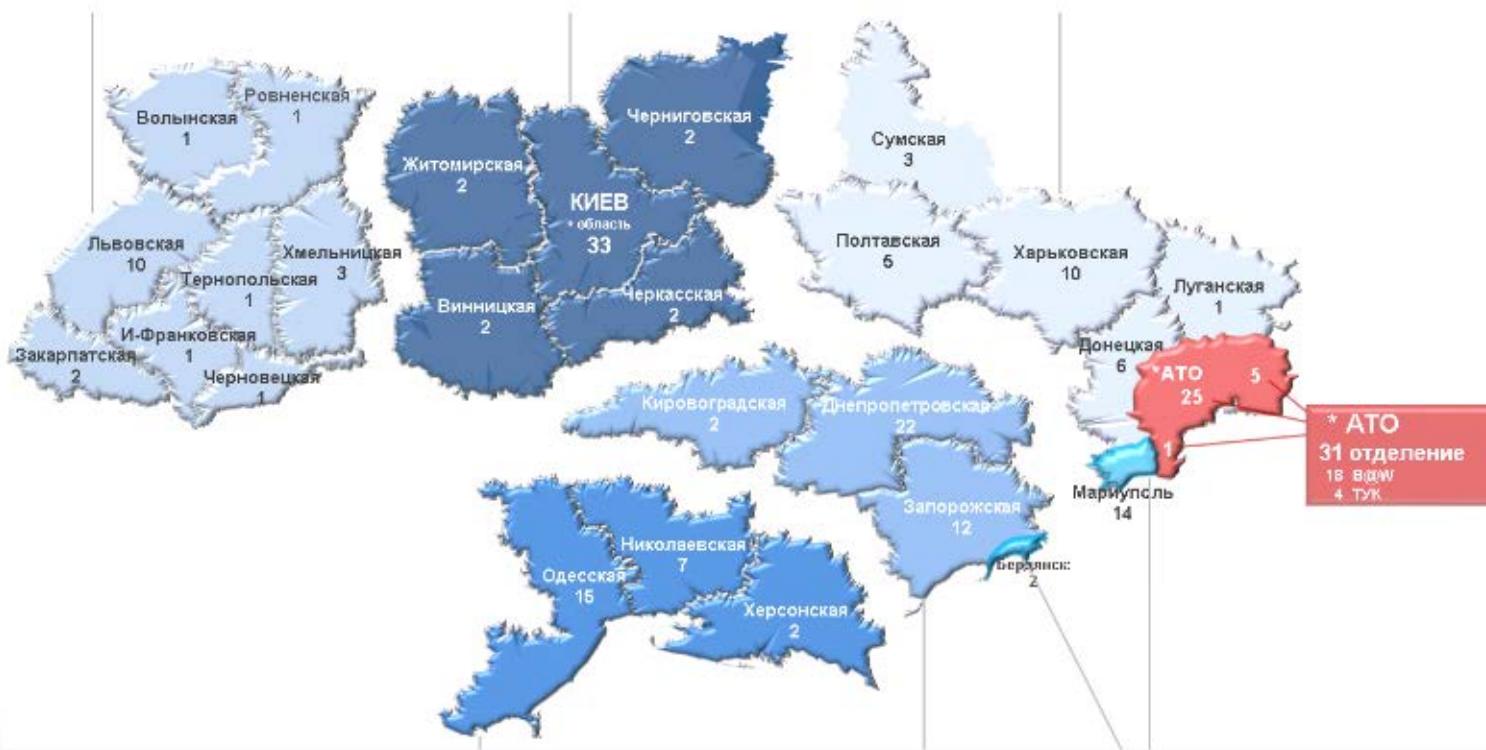 Волынская
1
Ровненская
1
Львовская
10
Тернопольская
1
Хмельницкая
3
Закарпатская
2
И-Франковская
1
Черновецкая
1
Житомирская
2
КИЕВ
+ область
33
Черниговская
2
Винницкая
2
Черкасская
2
Сумская
3
Полтавская
5
Харьковская
10
Луганская
1
Донецкая
6
*АТО
25
5
1
* АТО
31 отделение
18 B@W
4 ТУК
Мариуполь
14
Кировоградская
2
Днепропетровская
22
Запорожская
12
Бердянск:
2
Одесская
15
Николаевская
7
Херсонская
2